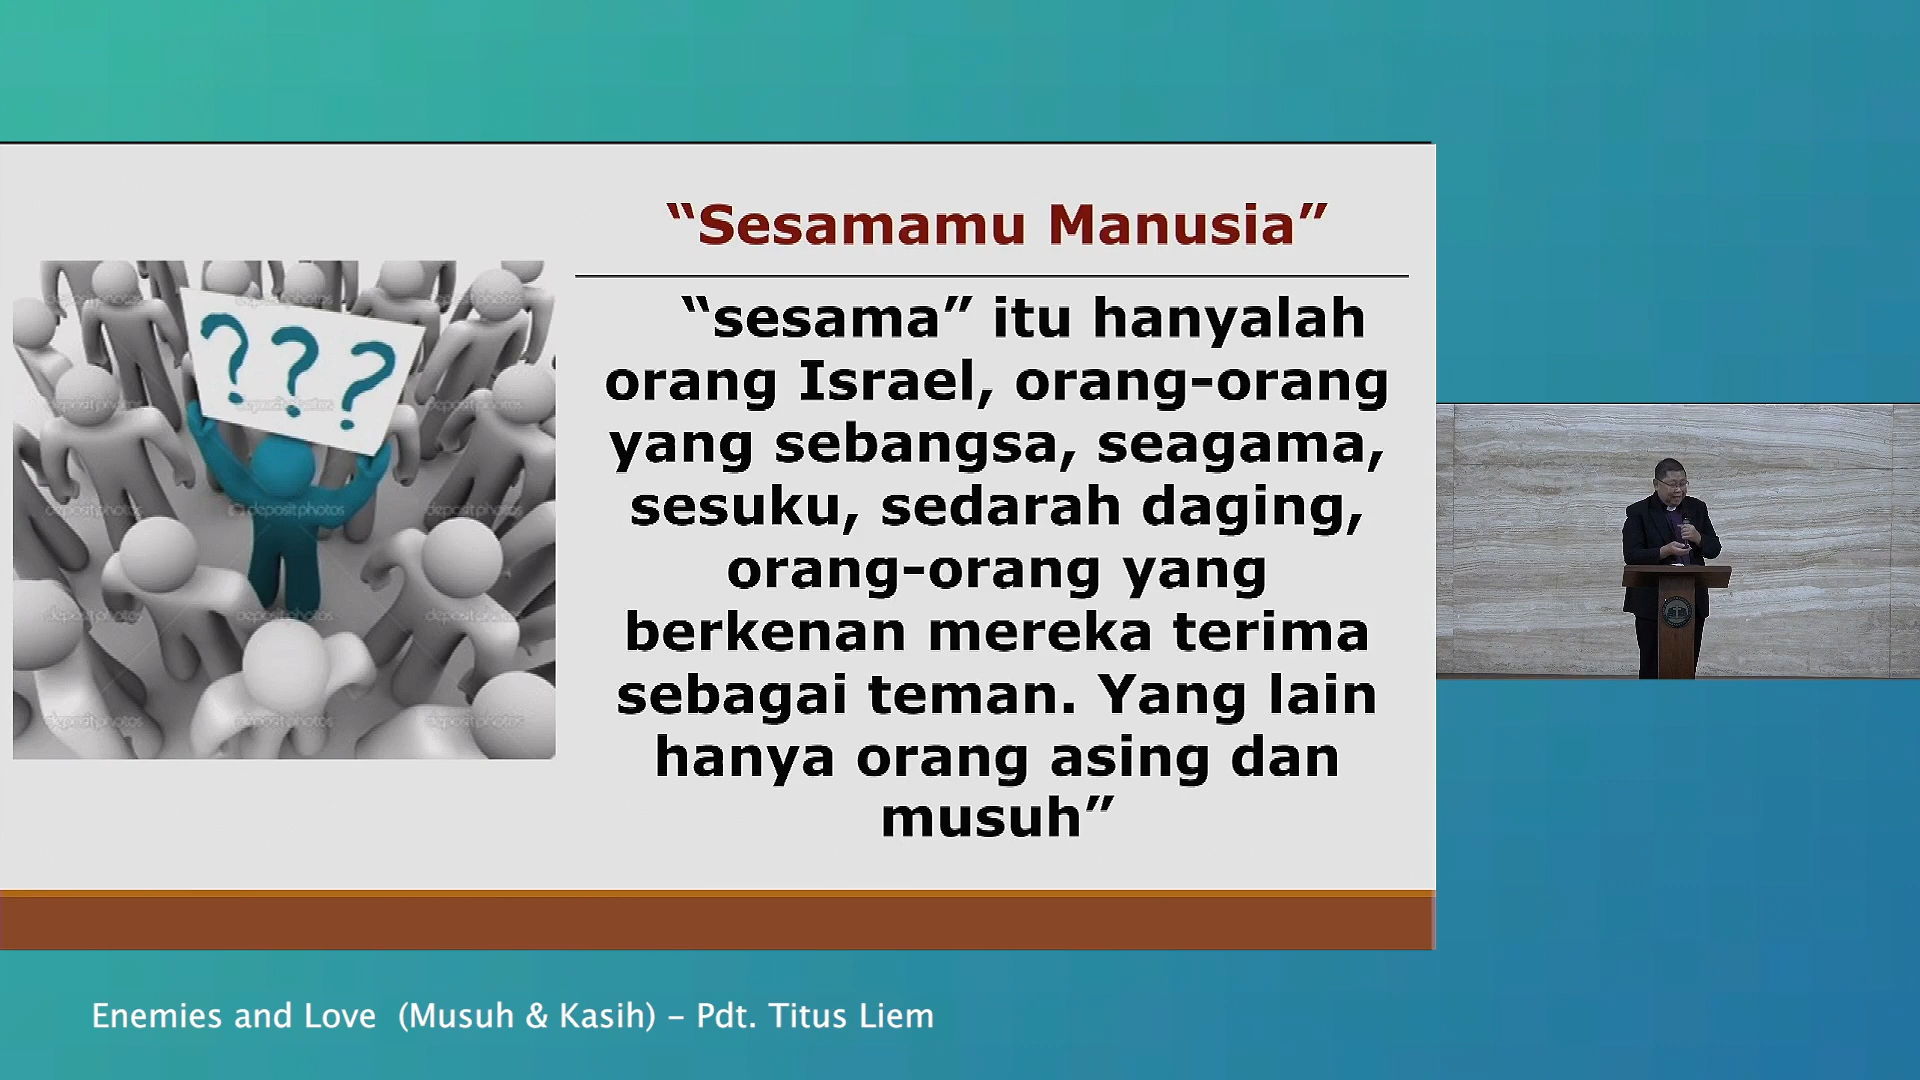 “Sesamamu Manusia”
“sesama” itu hanyalah
orang Israel, orang-orang
yang sebangsa, seagama,
sesuku, sedarah daging,
orang-orang yang
berkenan mereka terima
sebagai teman. Yang lain
hanya orang asing dan
musuh”
? ? ?
depositphotos
Enemies and Love (Musuh & Kasih) – Pdt. Titus Liem